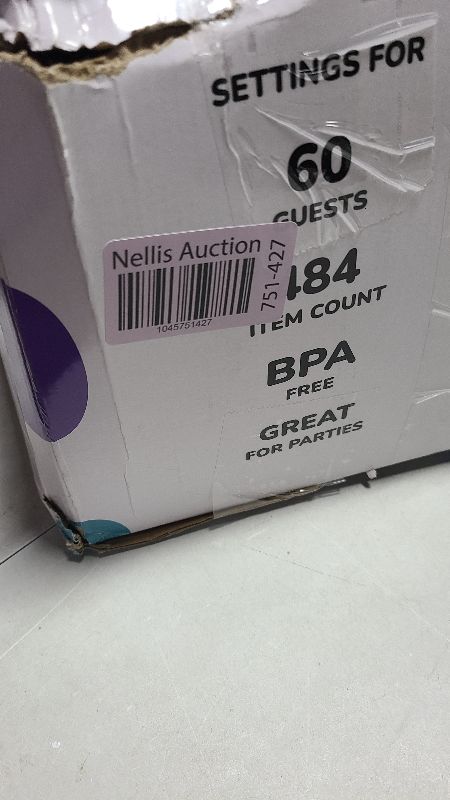 SETTINGS FOR
60
GUESTS
Nellis Auction
751-427
1045751427
484
ITEM COUNT
BPA
FREE
GREAT
FOR PARTIES